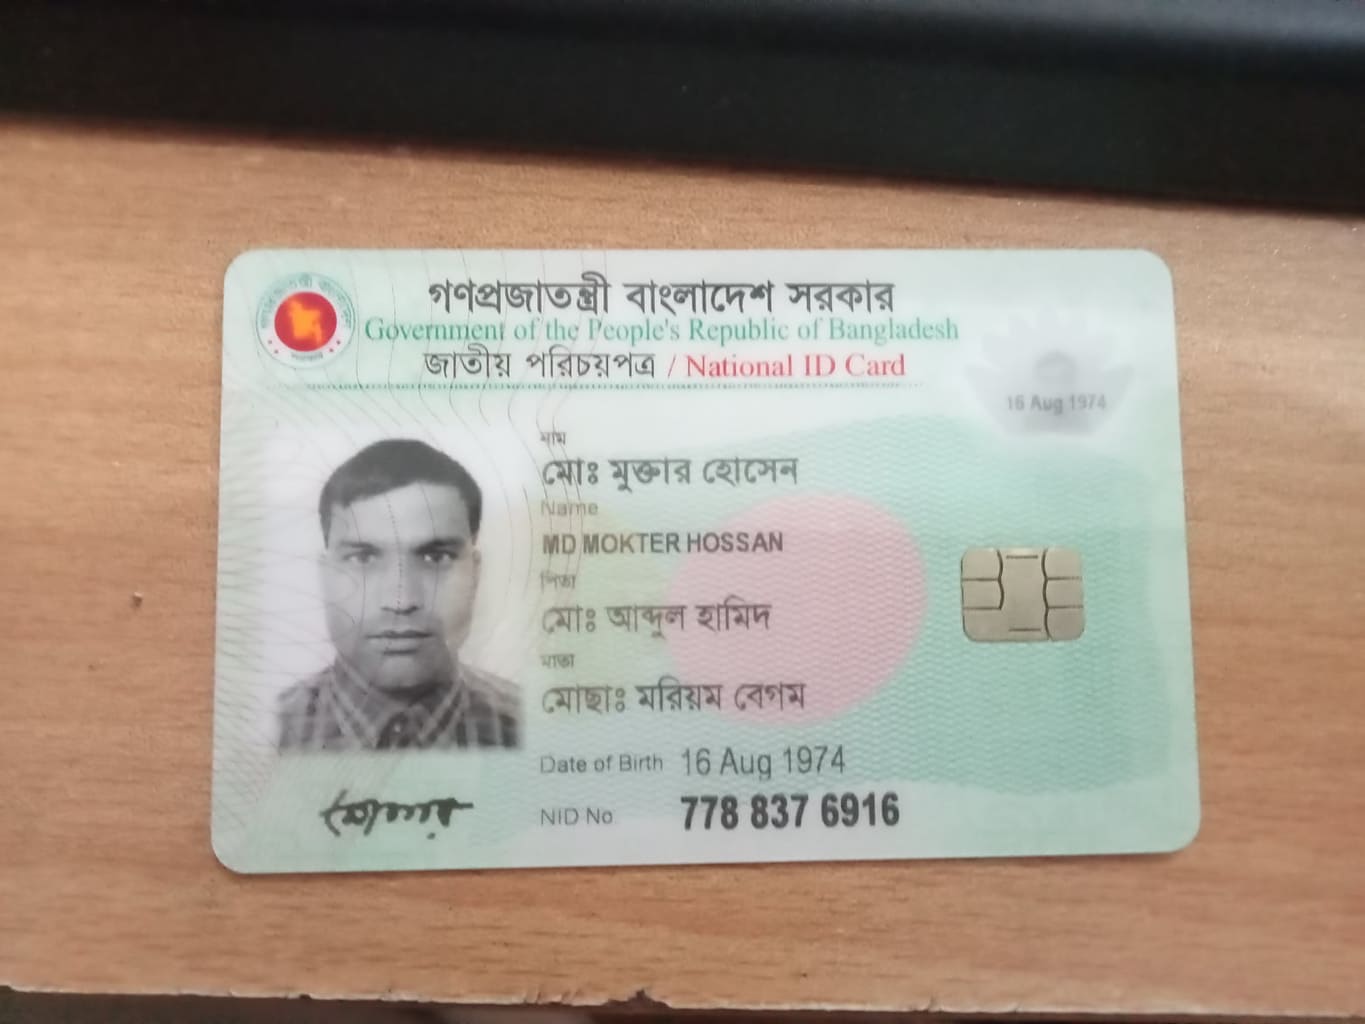 গণপ্রজাতন্ত্রী বাংলাদেশ সরকার
Government of the People's Republic of Bangladesh
জাতীয় পরিচয়পত্র / National ID Card
16 Aug 1974
নাম
মোঃ মুক্তার হোসেন
Name
MD MOKTER HOSSAN
পিতা
মোঃ আব্দুল হামিদ
মাতা
মোছাঃ মরিয়ম বেগম
Date of Birth 16 Aug 1974
NID No. 778 837 6916